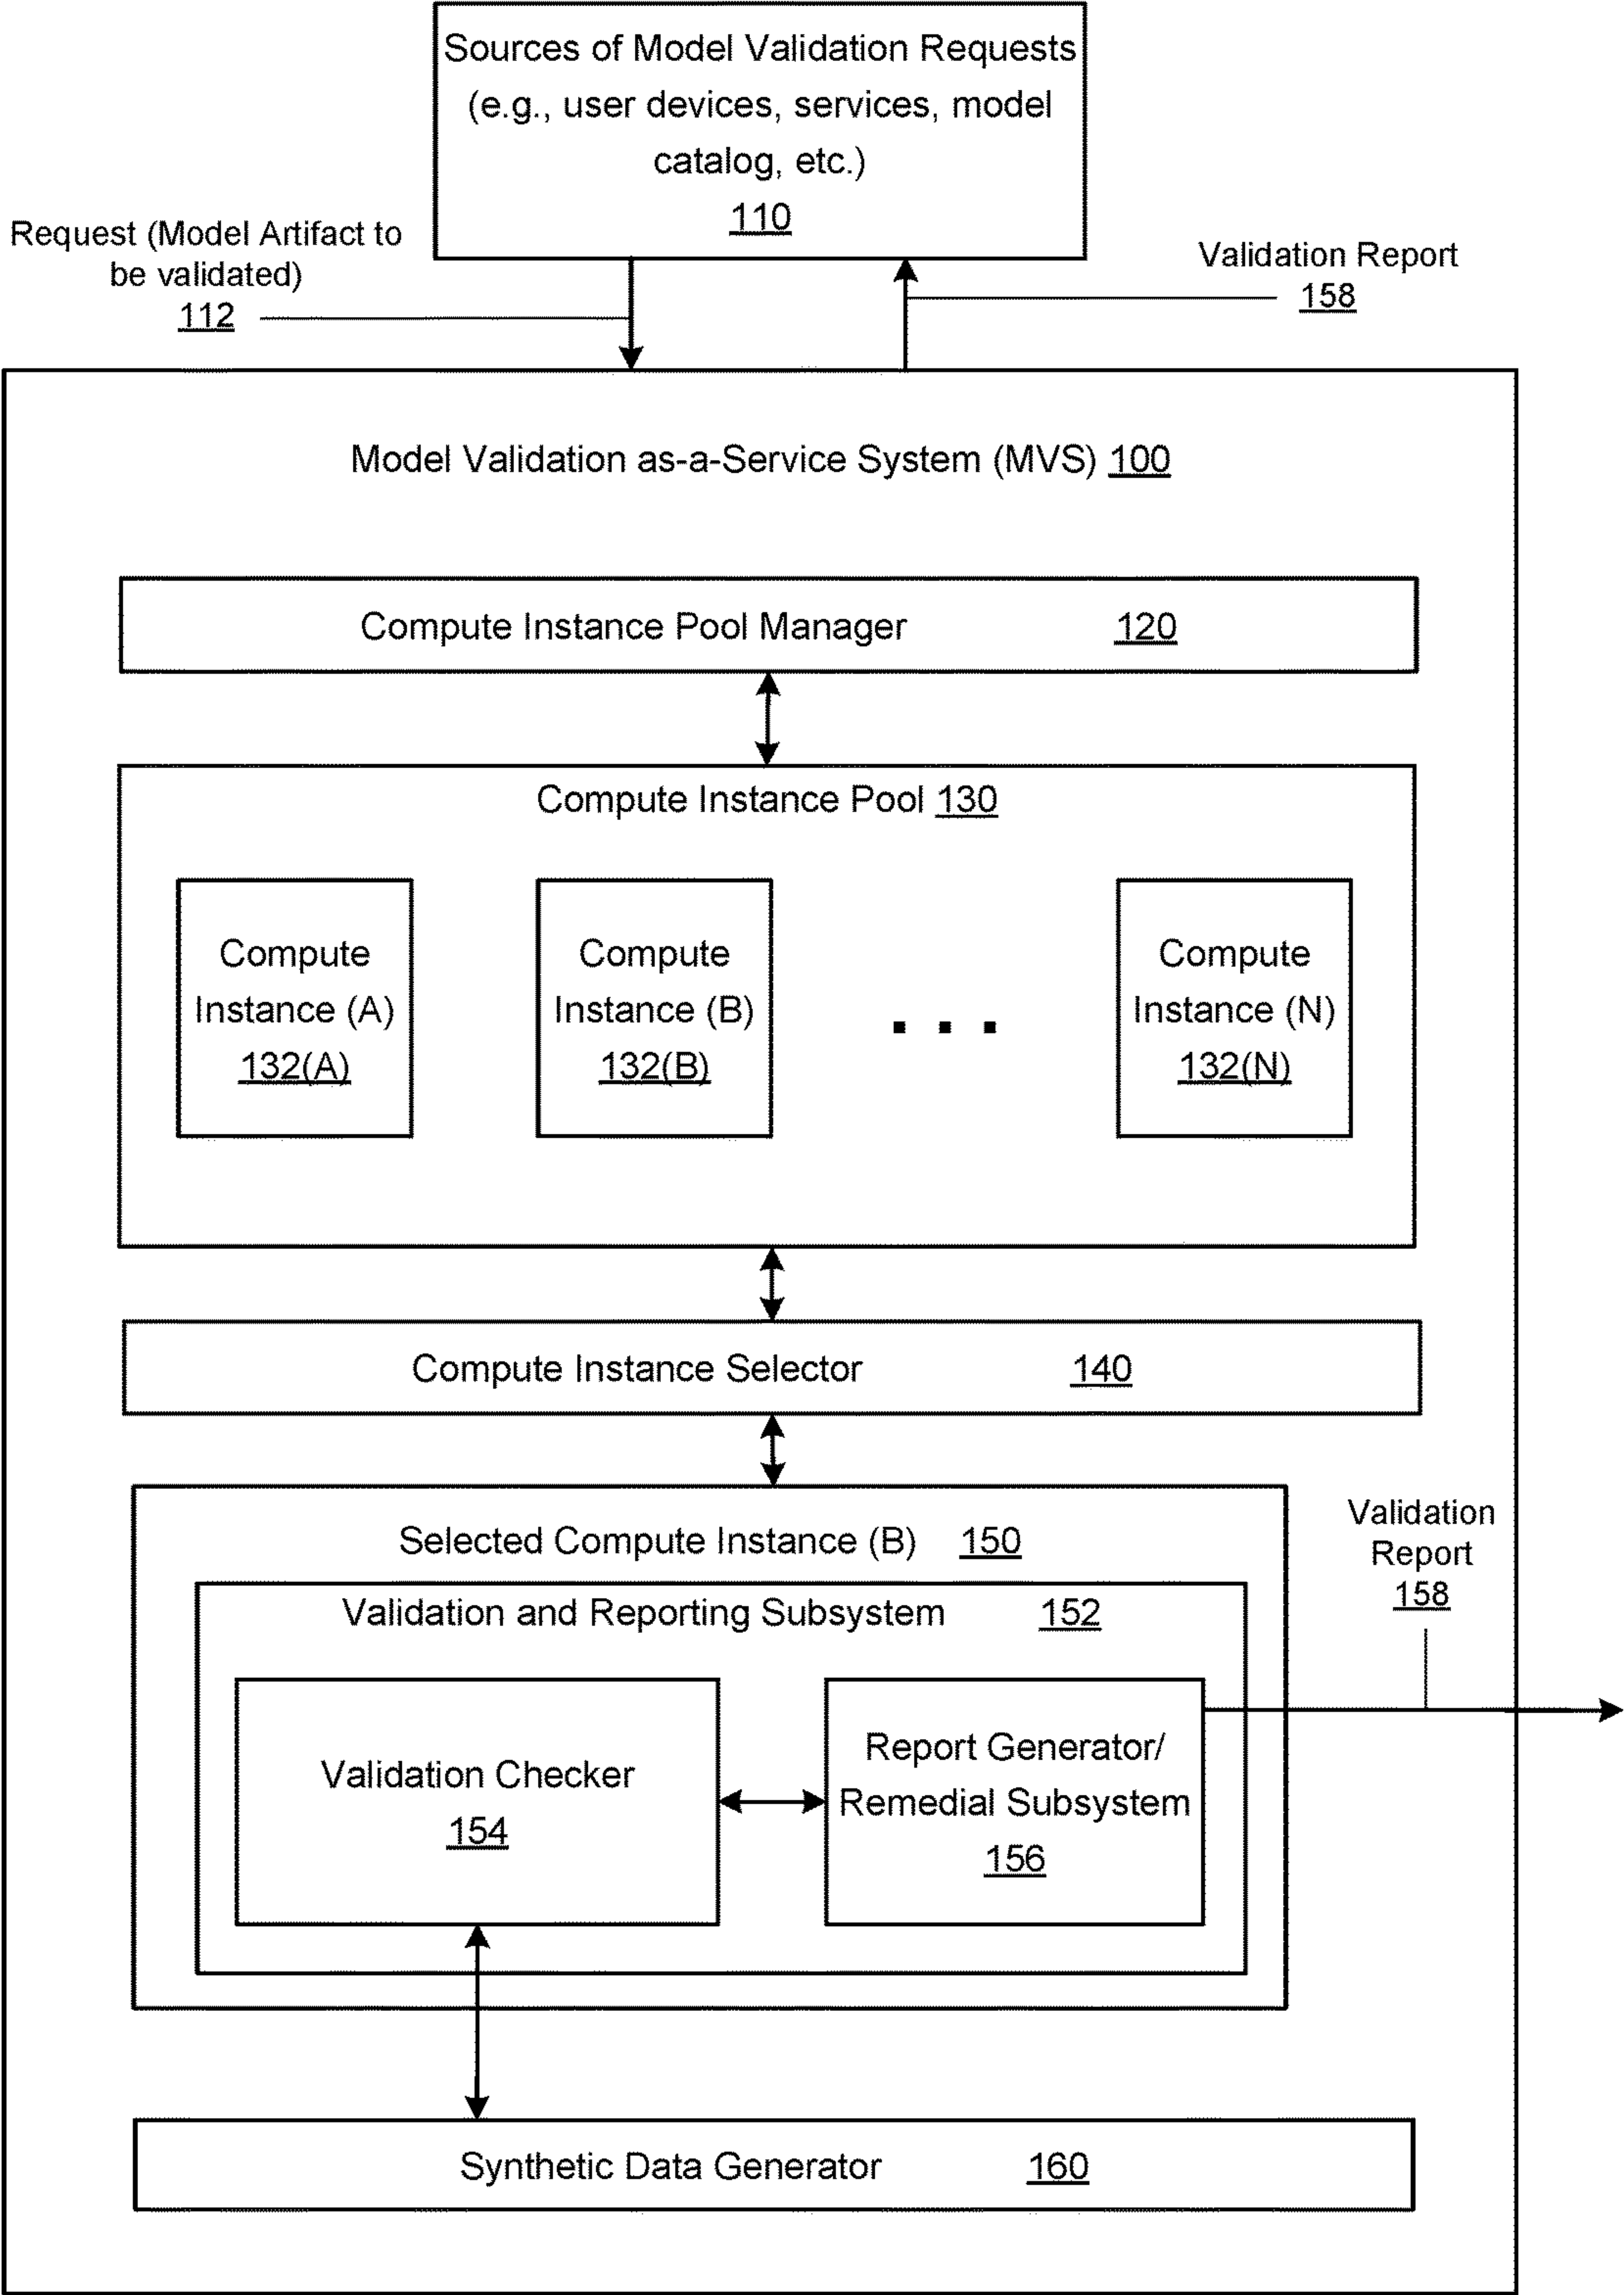 Sources of Model Validation Requests
(e.g., user devices, services, model
catalog, etc.)
110
Request (Model Artifact to
be validated)
112
Validation Report
158
Model Validation as-a-Service System (MVS) 100
Compute Instance Pool Manager 120
Compute Instance Pool 130
Compute
Instance (A)
132(A)
Compute
Instance (B)
132(B)
. . .
Compute
Instance (N)
132(N)
Compute Instance Selector 140
Selected Compute Instance (B) 150
Validation
Report
158
Validation and Reporting Subsystem 152
Validation Checker
154
Report Generator/
Remedial Subsystem
156
Synthetic Data Generator 160